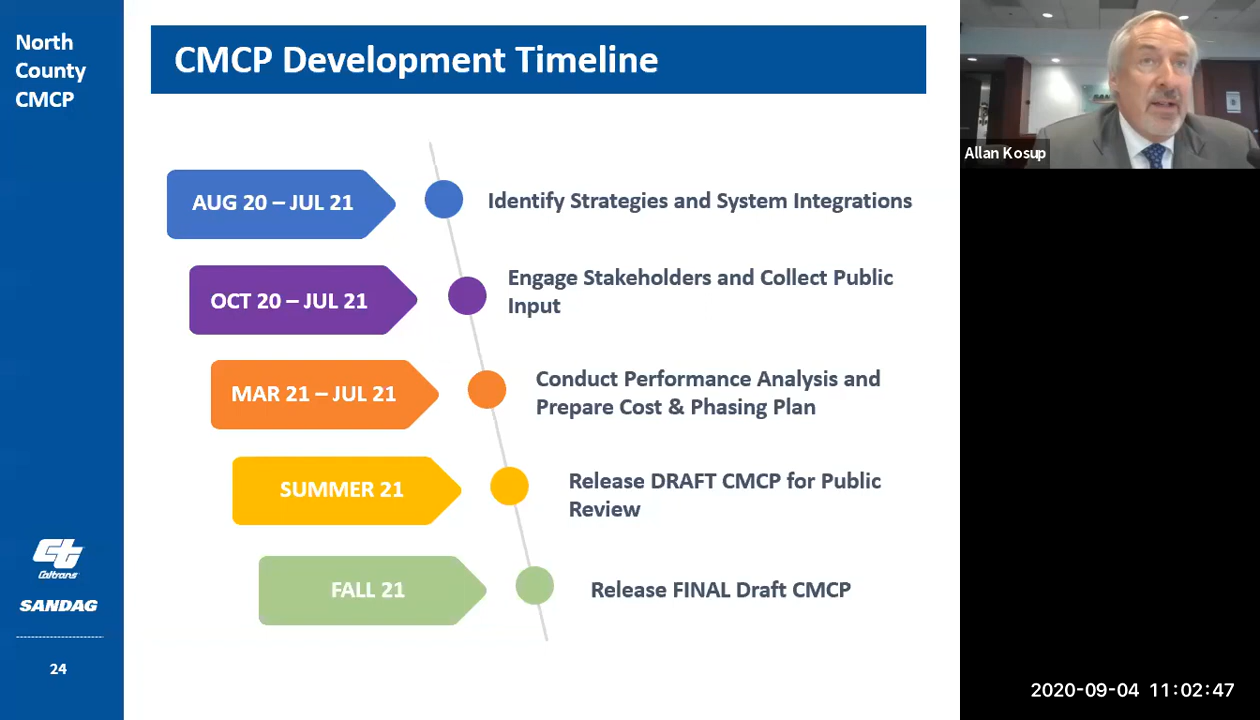 North
County
CMCP
CMCP Development Timeline
AUG 20 – JUL 21
Identify Strategies and System Integrations
OCT 20 – JUL 21
Engage Stakeholders and Collect Public
Input
MAR 21 – JUL 21
Conduct Performance Analysis and
Prepare Cost & Phasing Plan
SUMMER 21
Release DRAFT CMCP for Public
Review
FALL 21
Release FINAL Draft CMCP
Caltrans
SANDAG
24
Allan Kosup
2020-09-04 11:02:47